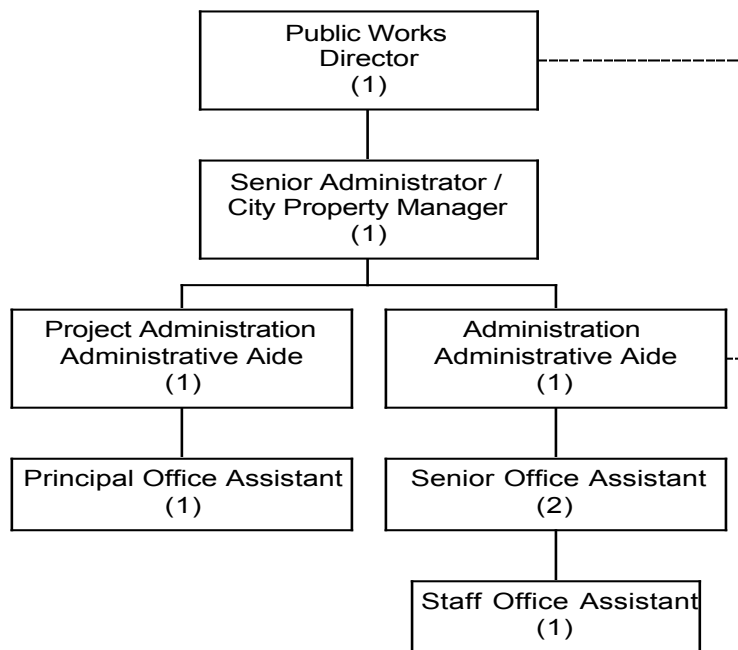 Public Works
Director
(1)
Senior Administrator /
City Property Manager
(1)
Project Administration
Administrative Aide
(1)
Administration
Administrative Aide
(1)
Principal Office Assistant
(1)
Senior Office Assistant
(2)
Staff Office Assistant
(1)